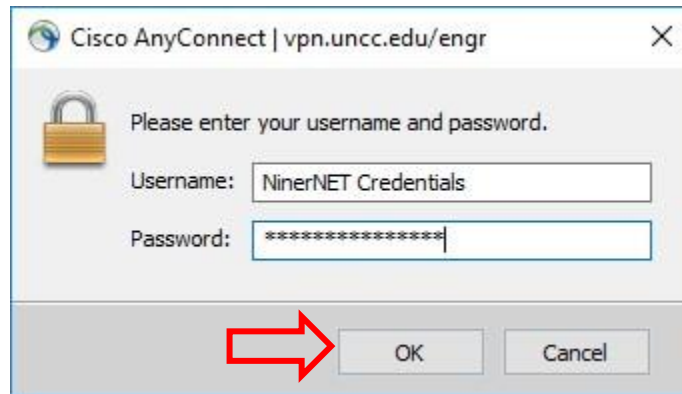 Cisco AnyConnect | vpn.uncc.edu/engr
Please enter your username and password.
Username: NinerNET Credentials
Password: ***************
OK Cancel